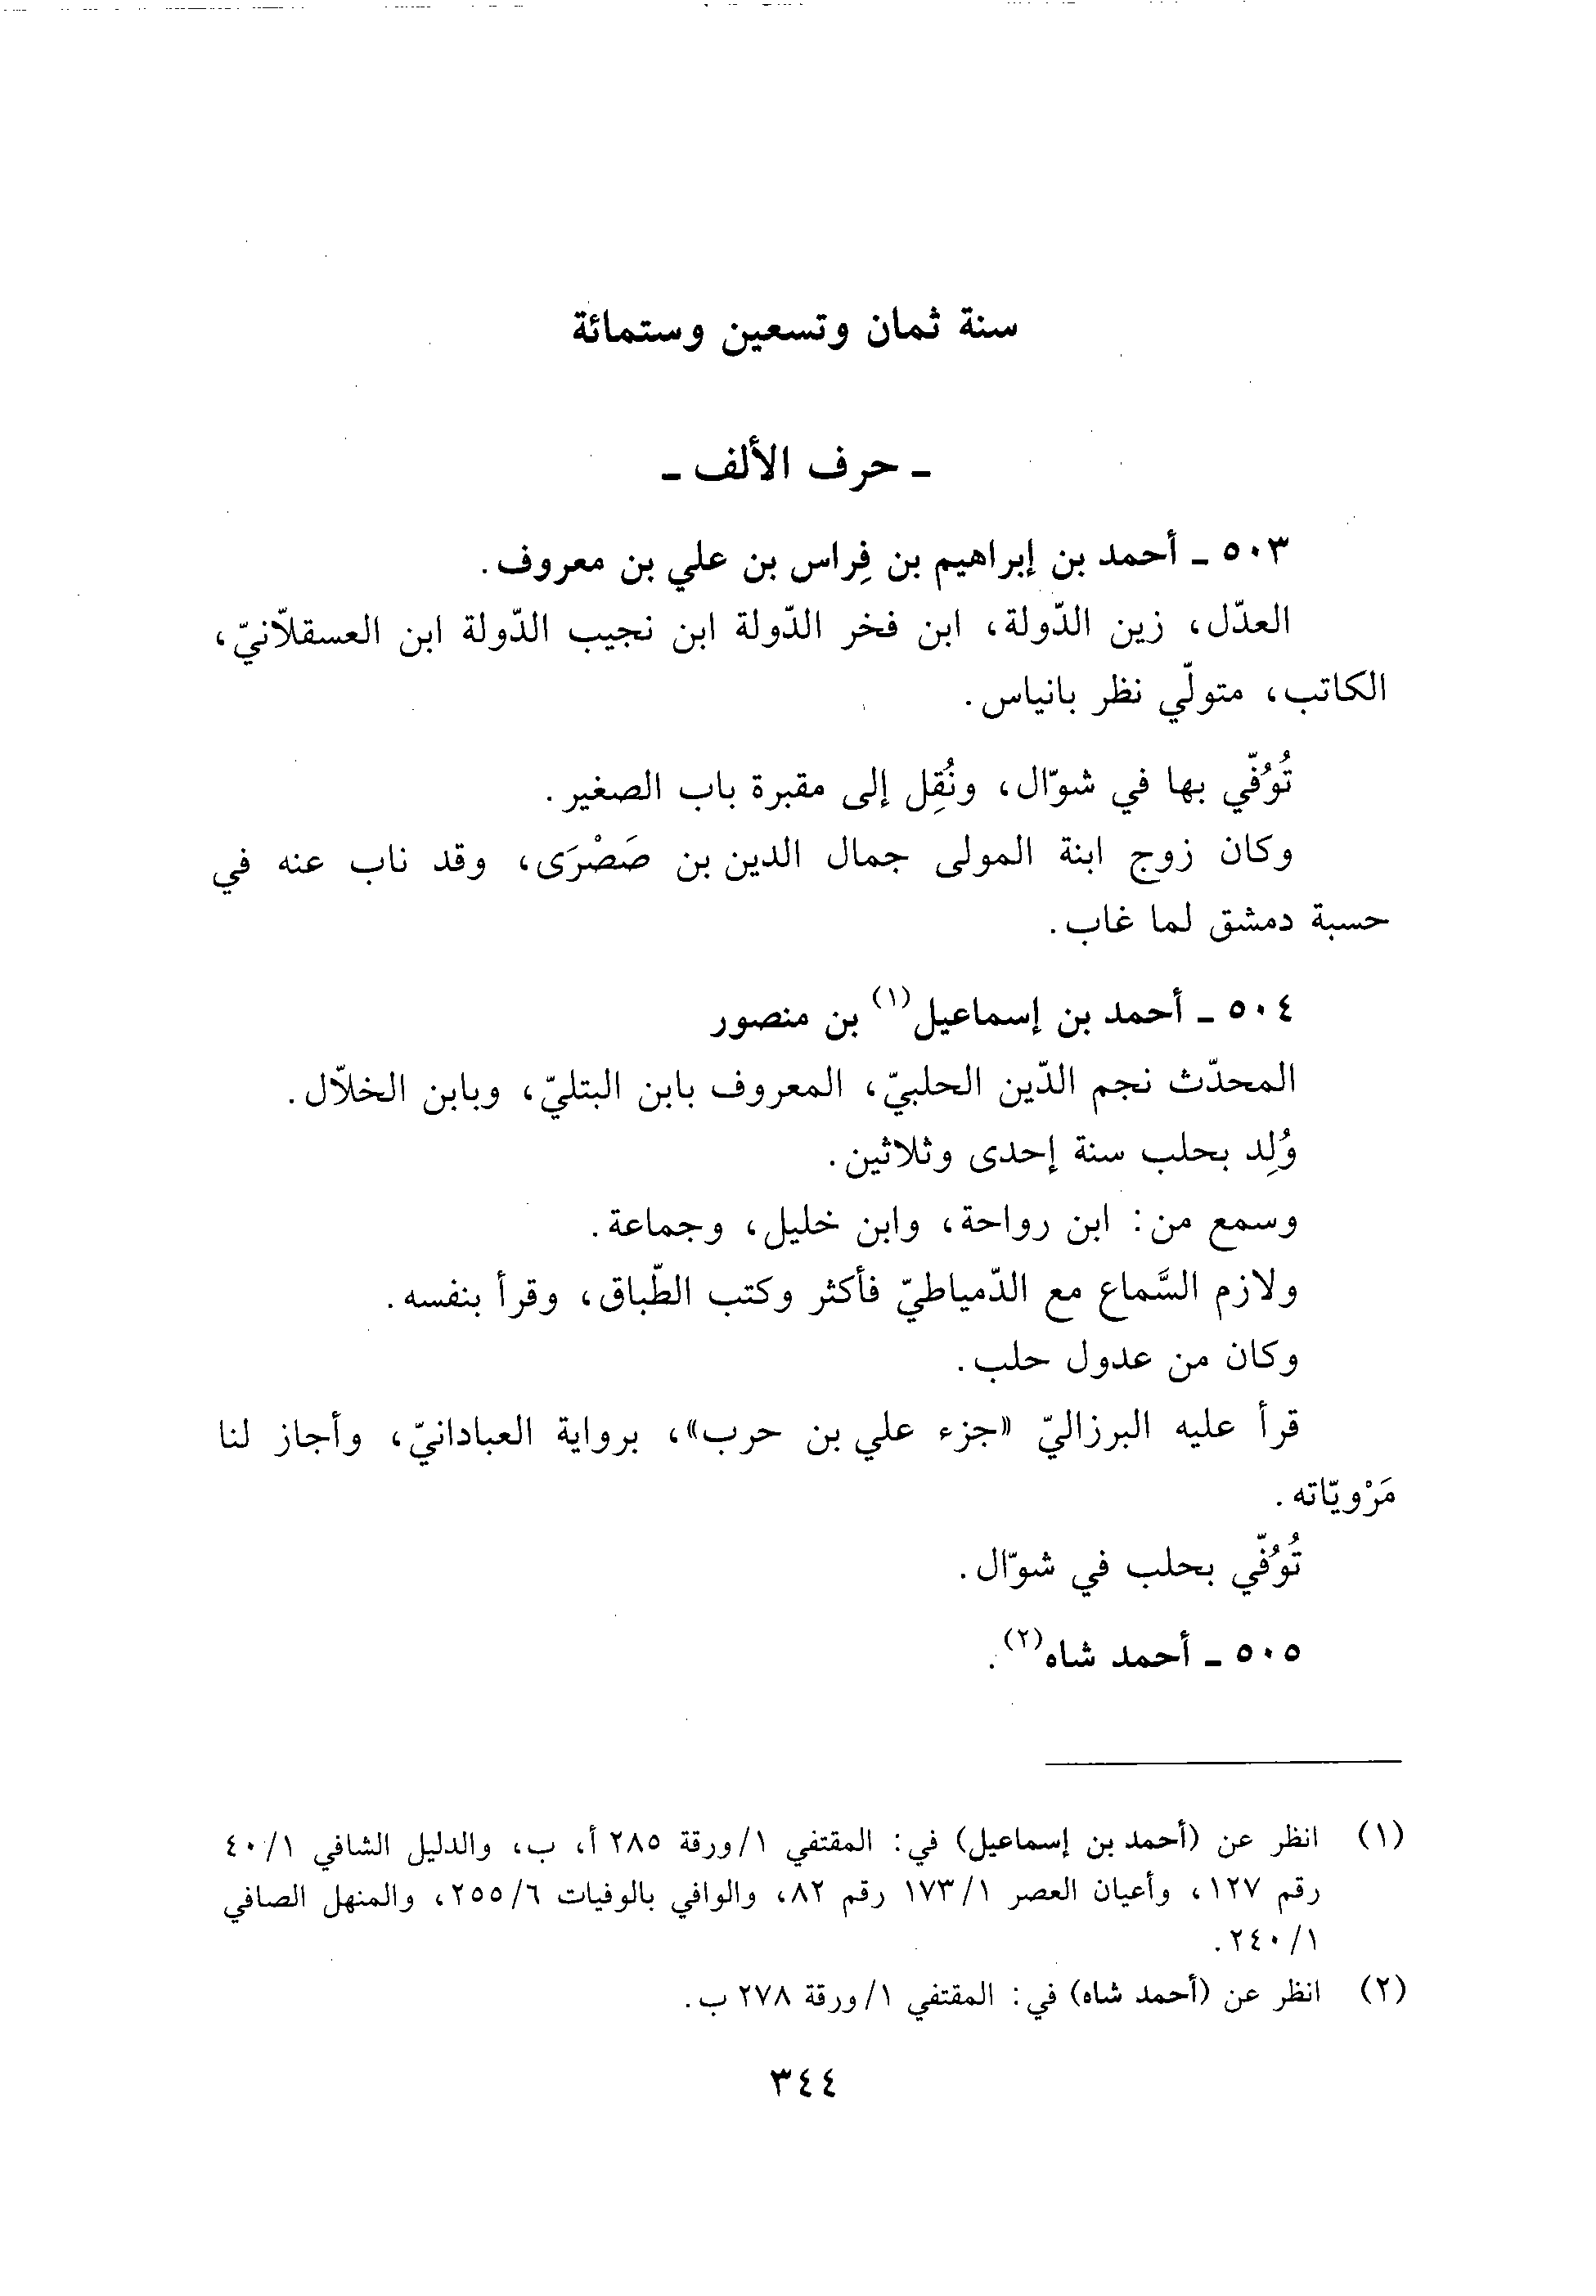 سنة ثمان وتسعين وستمائة
ـ حرف الألف ـ
٥٠٣ ـ أحمد بن إبراهيم بن فِراس بن علي بن معروف.
العدّل، زين الدّولة، ابن فخر الدّولة ابن نجيب الدّولة ابن العسقلاّنيّ،
الكاتب، متولّي نظر بانياس.
تُوُفّي بها في شوّال، ونُقِل إلى مقبرة باب الصغير.
وكان زوج ابنة المولى جمال الدين بن صَصْرَى، وقد ناب عنه في
حسبة دمشق لما غاب.
٥٠٤ ـ أحمد بن إسماعيل(١) بن منصور
المحدّث نجم الدّين الحلبيّ، المعروف بابن البتليّ، وبابن الخلاّل.
وُلِد بحلب سنة إحدى وثلاثين.
وسمع من: ابن رواحة، وابن خليل، وجماعة.
ولازم السَّماع مع الدّمياطيّ فأكثر وكتب الطّباق، وقرأ بنفسه.
وكان من عدول حلب.
قرأ عليه البرزاليّ «جزء علي بن حرب»، برواية العبادانيّ، وأجاز لنا
مَرْويّاته.
تُوُفّي بحلب في شوّال.
٥٠٥ ـ أحمد شاه(٢).
(١) انظر عن (أحمد بن إسماعيل) في: المقتفي ١/ورقة ٢٨٥ أ، ب، والدليل الشافي ٤٠/١
رقم ١٢٧، وأعيان العصر ١٧٣/١ رقم ٨٢، والوافي بالوفيات ٢٥٥/٦، والمنهل الصافي
٢٤٠/١.
(٢) انظر عن (أحمد شاه) في: المقتفي ١/ورقة ٢٧٨ ب.
٣٤٤